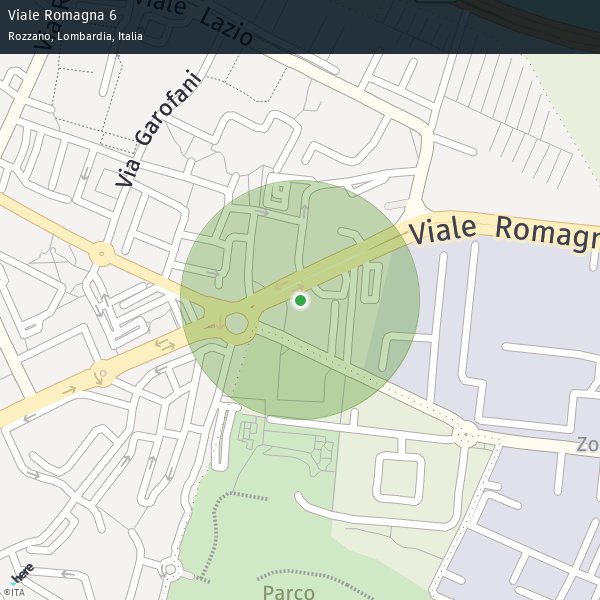 Viale Romagna 6
Rozzano, Lombardia, Italia
Viale Lazio
Via Garofani
Viale Romagn
Zo
Parco
here
©ITA